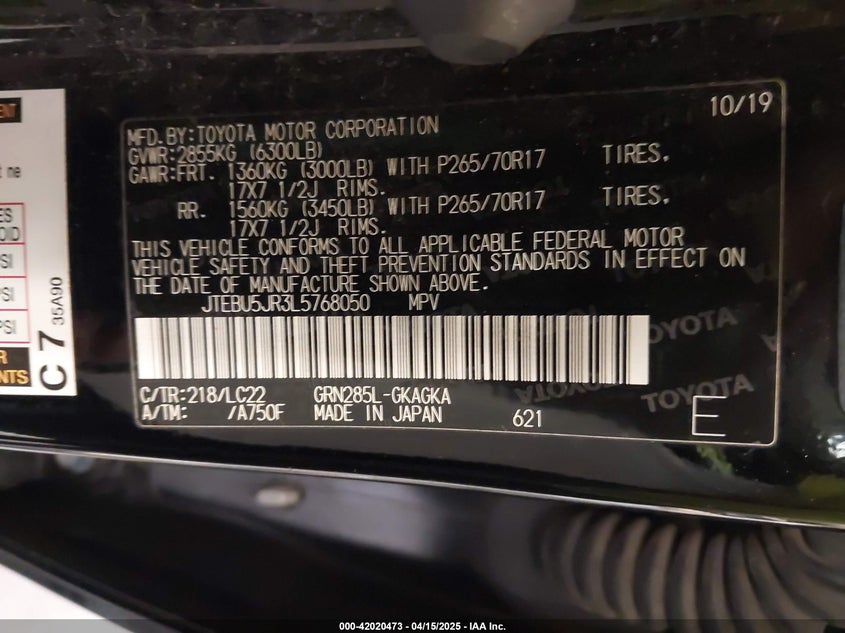 10/19
MFD.BY:TOYOTA MOTOR CORPORATION
GVWR:2855KG (6300LB)
GAWR:FRT. 1360KG (3000LB) WITH P265/70R17 TIRES.
17X7 1/2J RIMS.
RR. 1560KG (3450LB) WITH P265/70R17 TIRES.
17X7 1/2J RIMS.
THIS VEHICLE CONFORMS TO ALL APPLICABLE FEDERAL MOTOR
VEHICLE SAFETY AND THEFT PREVENTION STANDARDS IN EFFECT ON
THE DATE OF MANUFACTURE SHOWN ABOVE.
JTEBU5JR3L5768050 MPV
C/TR:218/LC22 GRN285L-GKAGKA
A/TM: /A750F MADE IN JAPAN 621
E
TOYOTA
TOYOTA
TOYOTA
C 7 35A90
000-42020473 - 04/15/2025 - IAA Inc.